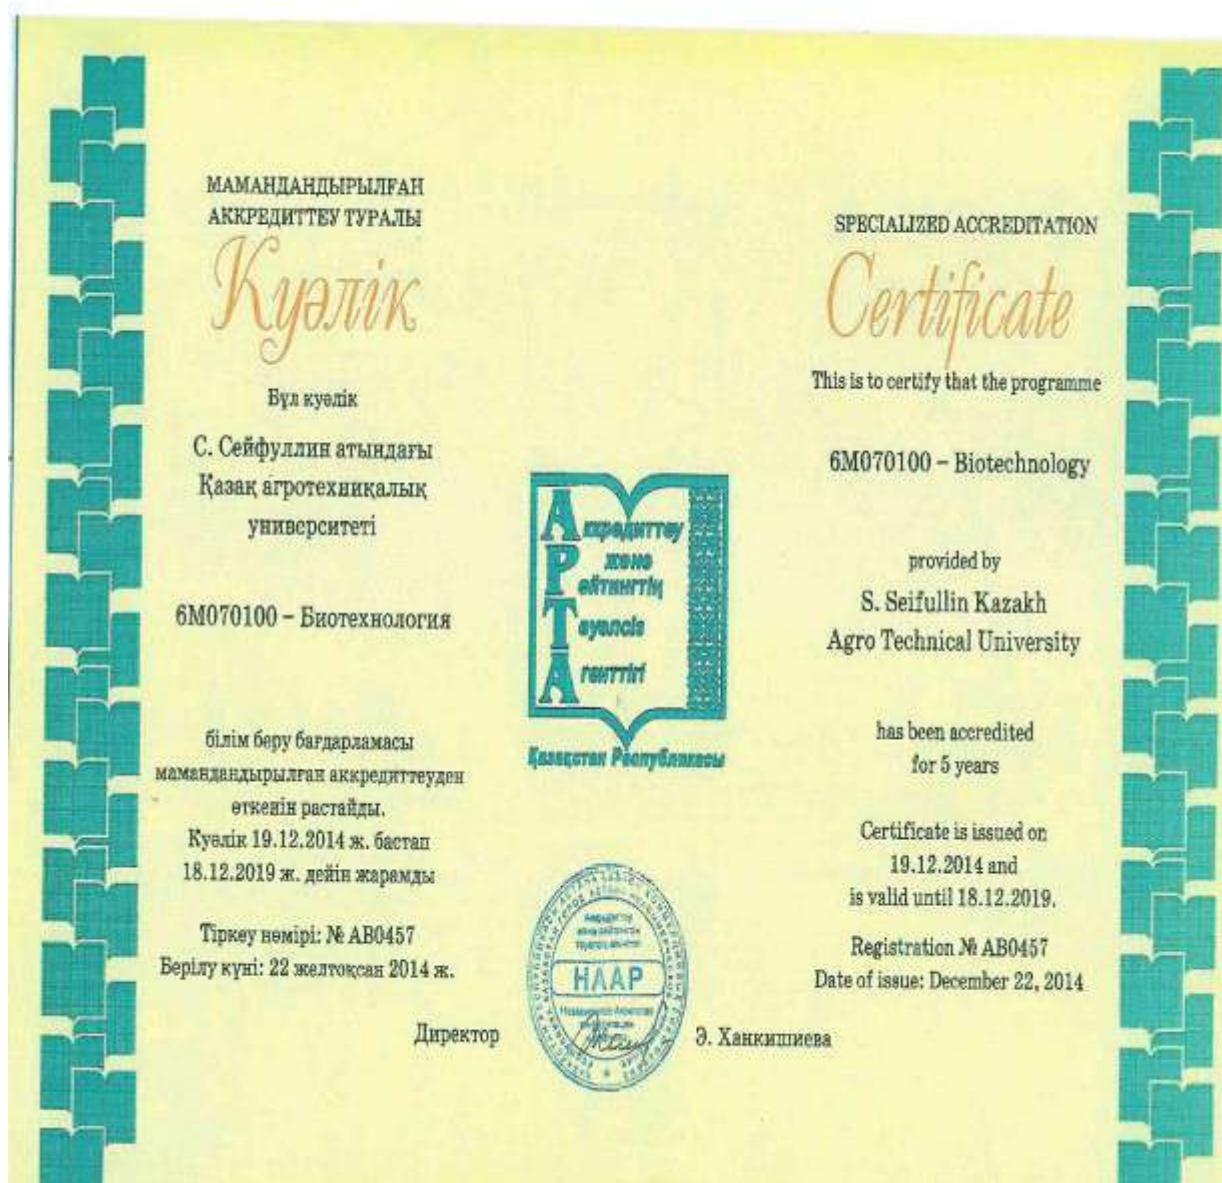 МАМАНДАНДЫРЫЛҒАН
АККРЕДИТТЕУ ТУРАЛЫ
Куәлік
Бұл куәлік
С. Сейфуллин атындағы
Қазақ агротехникалық
университеті
6М070100 – Биотехнология
білім беру бағдарламасы
мамандандырылған аккредиттеуден
өткенін растайды.
Куәлік 19.12.2014 ж. бастап
18.12.2019 ж. дейін жарамды
Тіркеу нөмірі: № АВ0457
Берілу күні: 22 желтоқсан 2014 ж.
Аккредиттеу
және
Рейтингтің
Тәуелсіз
Агенттігі
Қазақстан Республикасы
SPECIALIZED ACCREDITATION
Certificate
This is to certify that the programme
6M070100 – Biotechnology
provided by
S. Seifullin Kazakh
Agro Technical University
has been accredited
for 5 years
Certificate is issued on
19.12.2014 and
is valid until 18.12.2019.
Registration № AB0457
Date of issue: December 22, 2014
Директор
НААР
Э. Ханкишиева